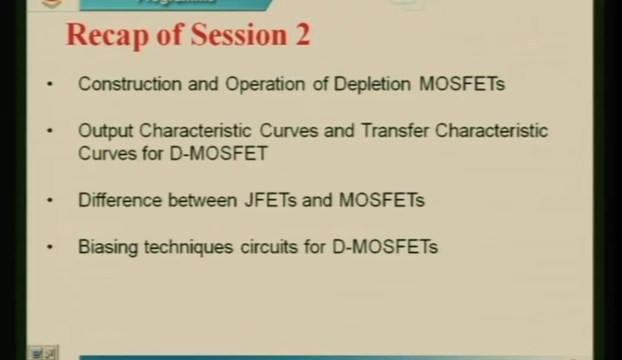 Programme
Recap of Session 2
• Construction and Operation of Depletion MOSFETs
• Output Characteristic Curves and Transfer Characteristic
Curves for D-MOSFET
• Difference between JFETs and MOSFETs
• Biasing techniques circuits for D-MOSFETs